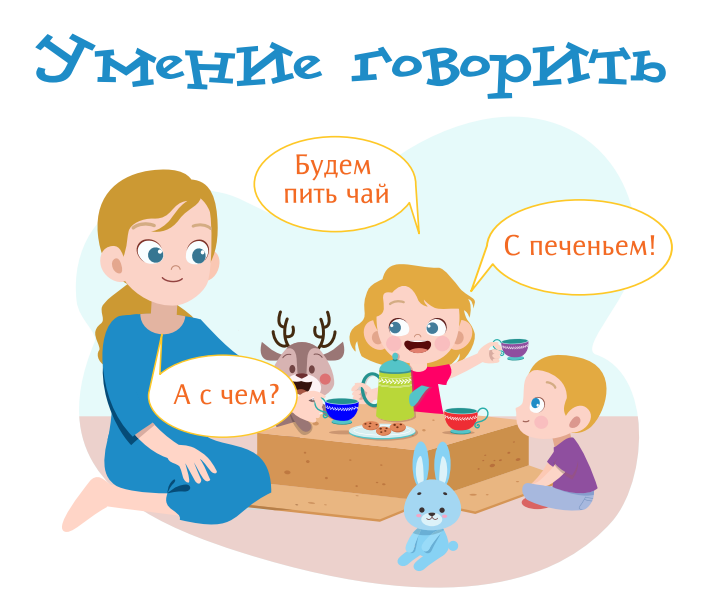 Умение говорить
Будем
пить чай
А с чем?
С печеньем!